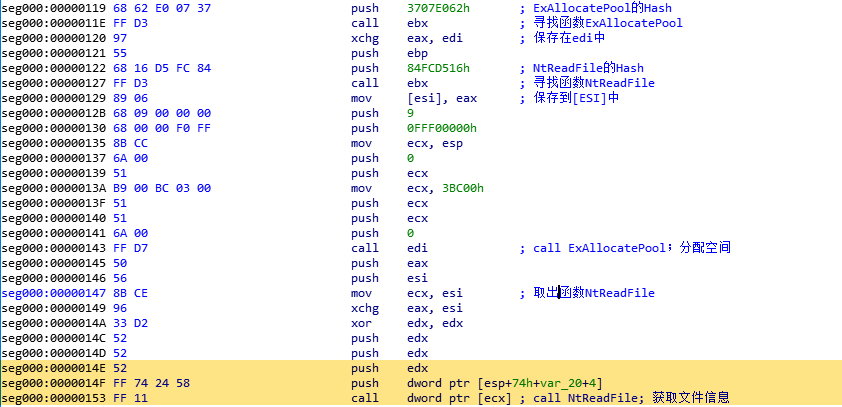 seg000:00000119 68 62 E0 07 37 push 3707E062h ; ExAllocatePool的Hash
seg000:0000011E FF D3 call ebx ; 寻找函数ExAllocatePool
seg000:00000120 97 xchg eax, edi ; 保存在edi中
seg000:00000121 55 push ebp
seg000:00000122 68 16 D5 FC 84 push 84FCD516h ; NtReadFile的Hash
seg000:00000127 FF D3 call ebx ; 寻找函数NtReadFile
seg000:00000129 89 06 mov [esi], eax ; 保存到[ESI]中
seg000:0000012B 68 09 00 00 00 push 9
seg000:00000130 68 00 00 F0 FF push 0FFF00000h
seg000:00000135 8B CC mov ecx, esp
seg000:00000137 6A 00 push 0
seg000:00000139 51 push ecx
seg000:0000013A B9 00 BC 03 00 mov ecx, 3BC00h
seg000:0000013F 51 push ecx
seg000:00000140 51 push ecx
seg000:00000141 6A 00 push 0
seg000:00000143 FF D7 call edi ; call ExAllocatePool；分配空间
seg000:00000145 50 push eax
seg000:00000146 56 push esi
seg000:00000147 8B CE mov ecx, esi ; 取出函数NtReadFile
seg000:00000149 96 xchg eax, esi
seg000:0000014A 33 D2 xor edx, edx
seg000:0000014C 52 push edx
seg000:0000014D 52 push edx
seg000:0000014E 52 push edx
seg000:0000014F FF 74 24 58 push dword ptr [esp+74h+var_20+4]
seg000:00000153 FF 11 call dword ptr [ecx] ; call NtReadFile; 获取文件信息